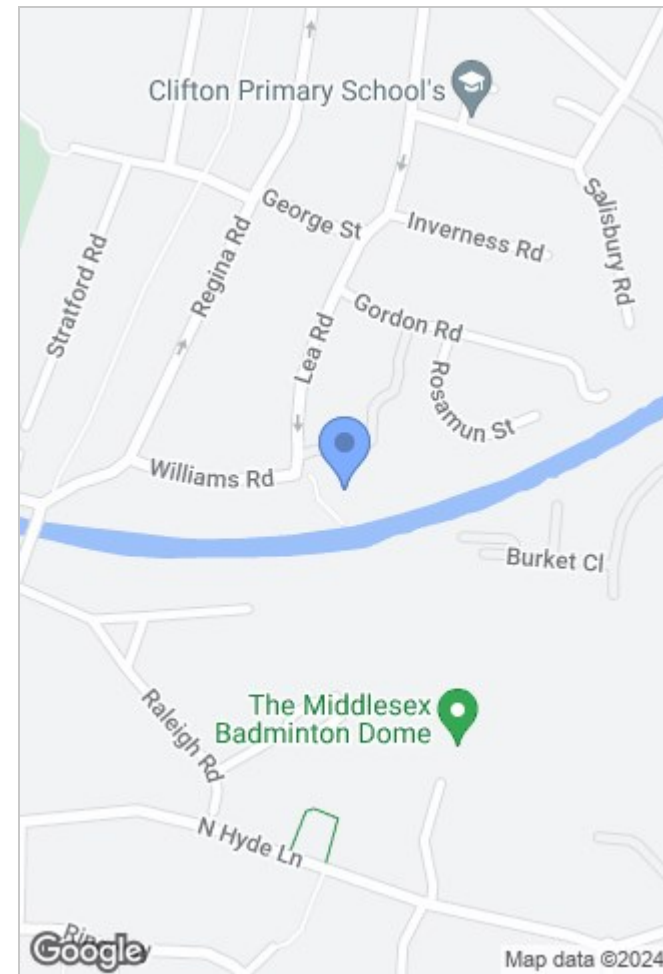 Clifton Primary School's
George St
Inverness Rd
Salisbury Rd
Stratford Rd
Regina Rd
Lea Rd
Gordon Rd
Rosamun St
Williams Rd
Burket Cl
The Middlesex
Badminton Dome
Raleigh Rd
N Hyde Ln
Google
Map data ©2024